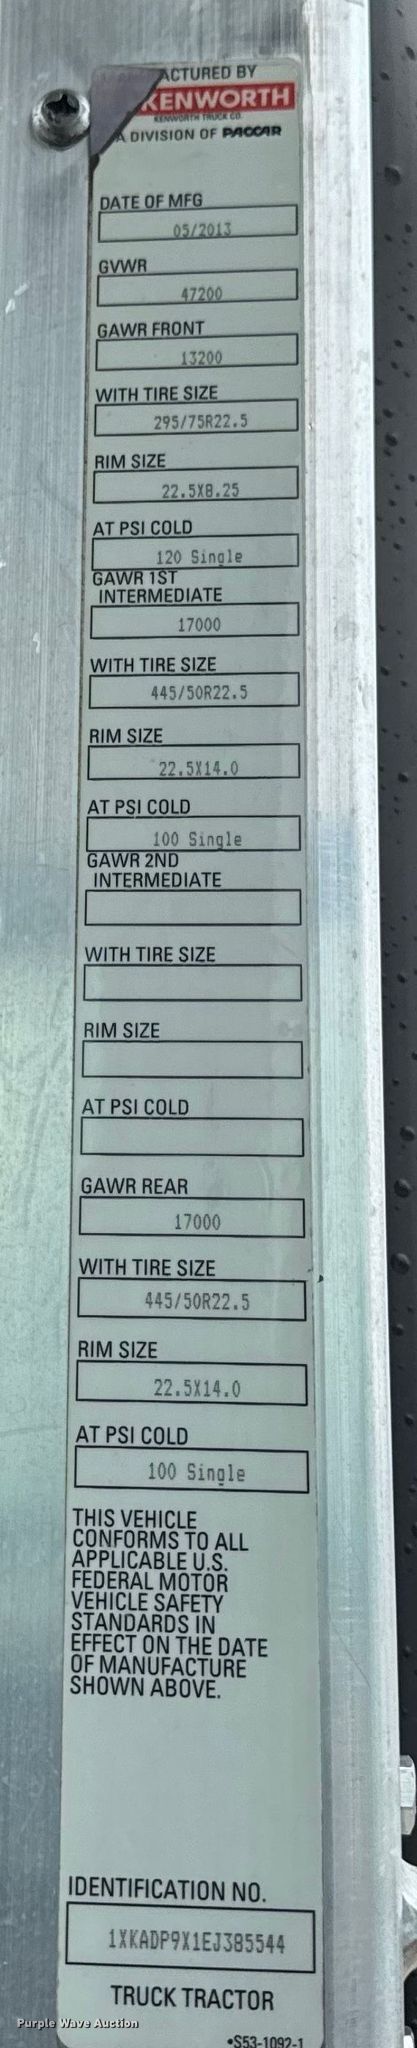 ACTURED BY
KENWORTH
KENWORTH TRUCK CO.
A DIVISION OF PACCAR
DATE OF MFG
05/2013
GVWR
47200
GAWR FRONT
13200
WITH TIRE SIZE
295/75R22.5
RIM SIZE
22.5X8.25
AT PSI COLD
120 Single
GAWR 1ST
INTERMEDIATE
17000
WITH TIRE SIZE
445/50R22.5
RIM SIZE
22.5X14.0
AT PSI COLD
100 Single
GAWR 2ND
INTERMEDIATE
WITH TIRE SIZE
RIM SIZE
AT PSI COLD
GAWR REAR
17000
WITH TIRE SIZE
445/50R22.5
RIM SIZE
22.5X14.0
AT PSI COLD
100 Single
THIS VEHICLE
CONFORMS TO ALL
APPLICABLE U.S.
FEDERAL MOTOR
VEHICLE SAFETY
STANDARDS IN
EFFECT ON THE DATE
OF MANUFACTURE
SHOWN ABOVE.
IDENTIFICATION NO.
1XKADP9X1EJ385544
TRUCK TRACTOR
•S53-1092-1
Purple Wave Auction